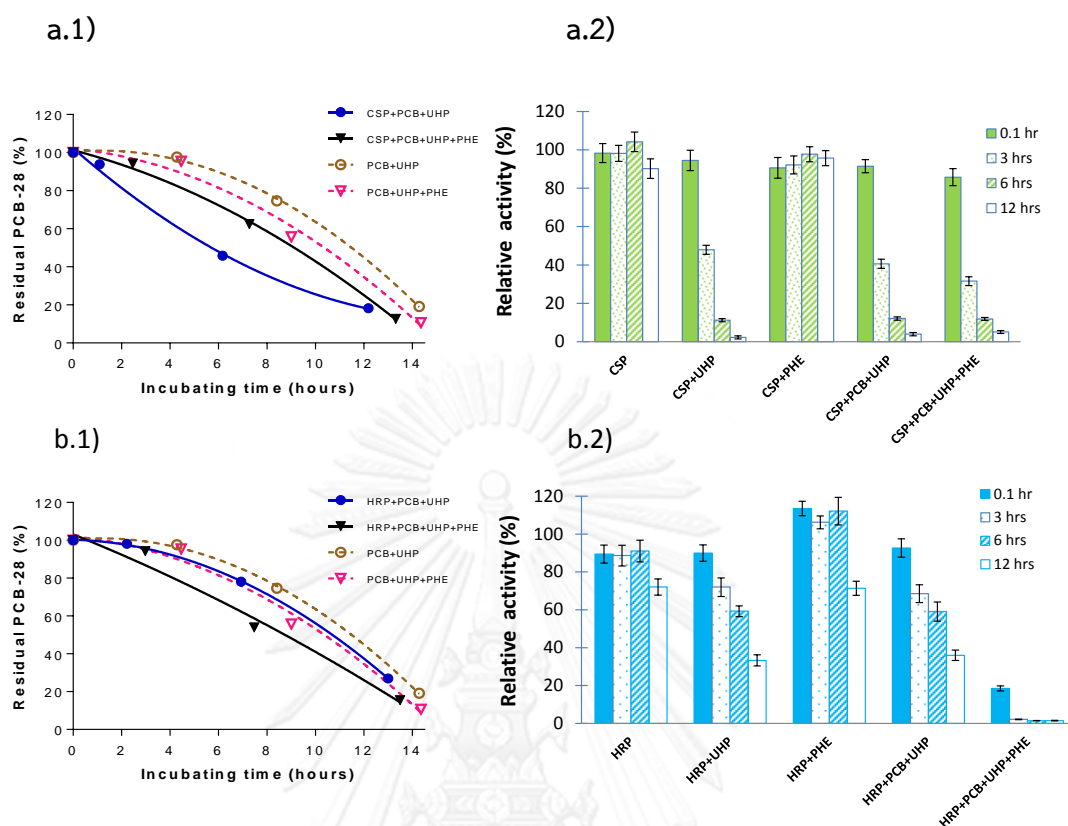 a.1)
a.2)
Residual PCB-28 (%)
120
100
80
60
40
20
0
0 2 4 6 8 10 12 14
Incubating time (hours)
CSP+PCB+UHP
CSP+PCB+UHP+PHE
PCB+UHP
PCB+UHP+PHE
Relative activity (%)
120
100
80
60
40
20
0
CSP
CSP+UHP
CSP+PHE
CSP+PCB+UHP
CSP+PCB+UHP+PHE
0.1 hr
3 hrs
6 hrs
12 hrs
b.1)
b.2)
Residual PCB-28 (%)
120
100
80
60
40
20
0
0 2 4 6 8 10 12 14
Incubating time (hours)
HRP+PCB+UHP
HRP+PCB+UHP+PHE
PCB+UHP
PCB+UHP+PHE
Relative activity (%)
120
100
80
60
40
20
0
HRP
HRP+UHP
HRP+PHE
HRP+PCB+UHP
HRP+PCB+UHP+PHE
0.1 hr
3 hrs
6 hrs
12 hrs